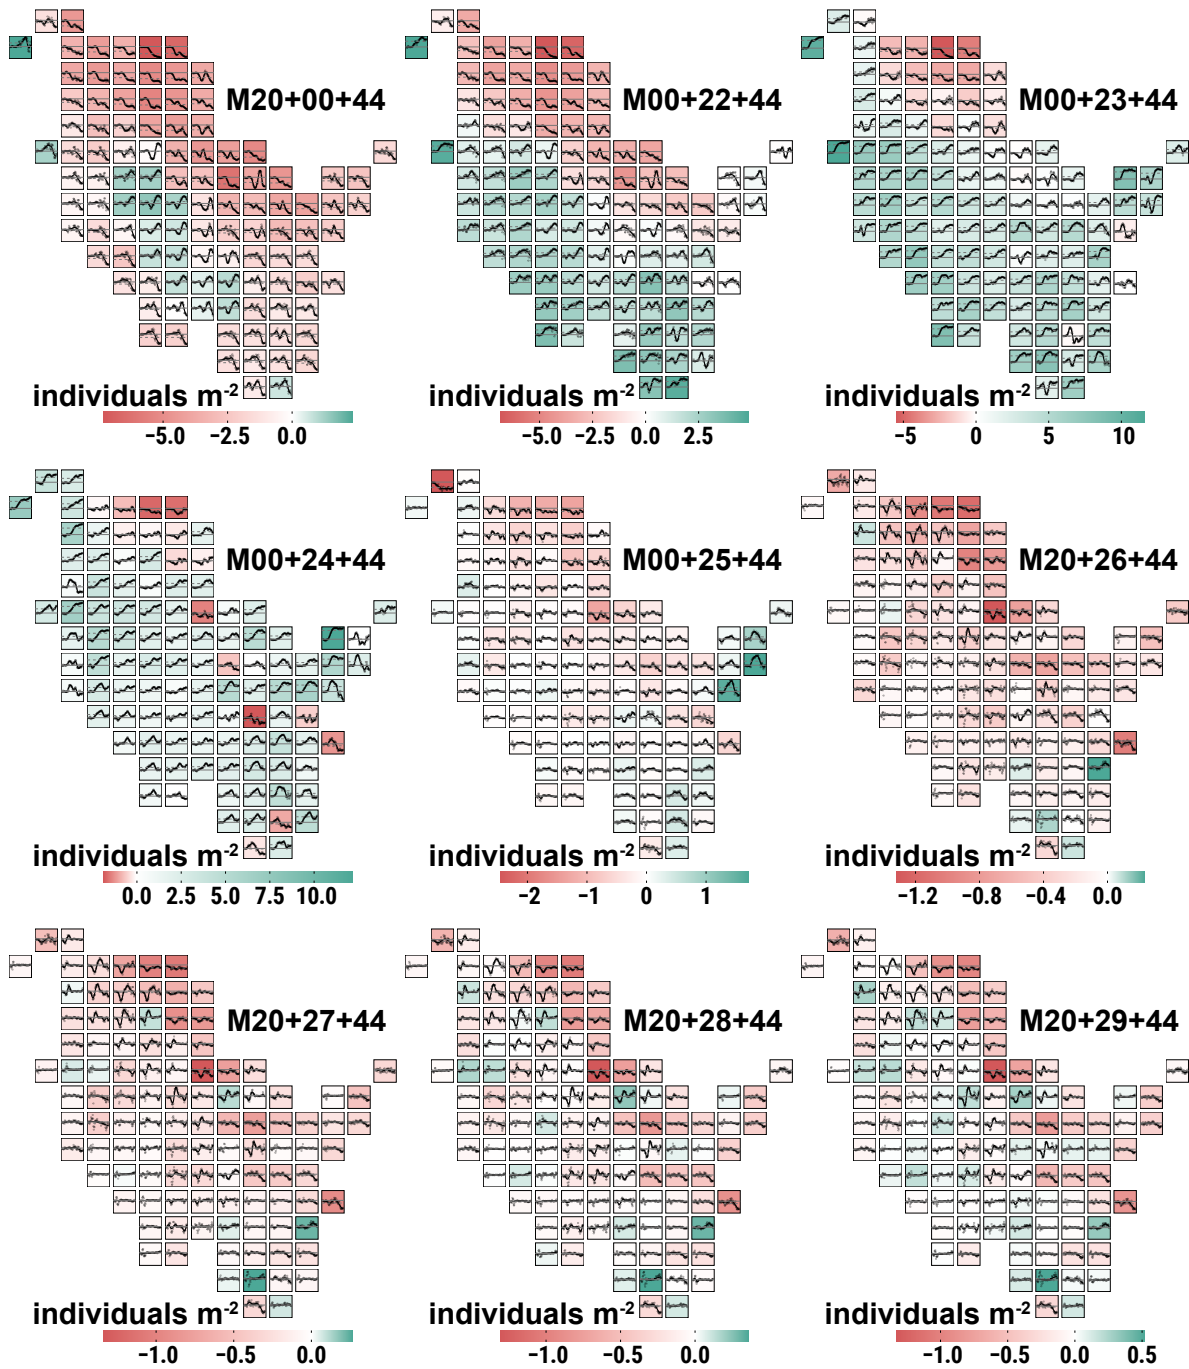 M20+00+44
M00+22+44
M00+23+44
individuals m-2
individuals m-2
individuals m-2
−5.0 −2.5 0.0
−5.0 −2.5 0.0 2.5
−5 0 5 10
M00+24+44
M00+25+44
M20+26+44
individuals m-2
individuals m-2
individuals m-2
0.0 2.5 5.0 7.5 10.0
−2 −1 0 1
−1.2 −0.8 −0.4 0.0
M20+27+44
M20+28+44
M20+29+44
individuals m-2
individuals m-2
individuals m-2
−1.0 −0.5 0.0
−1.0 −0.5 0.0
−1.0 −0.5 0.0 0.5